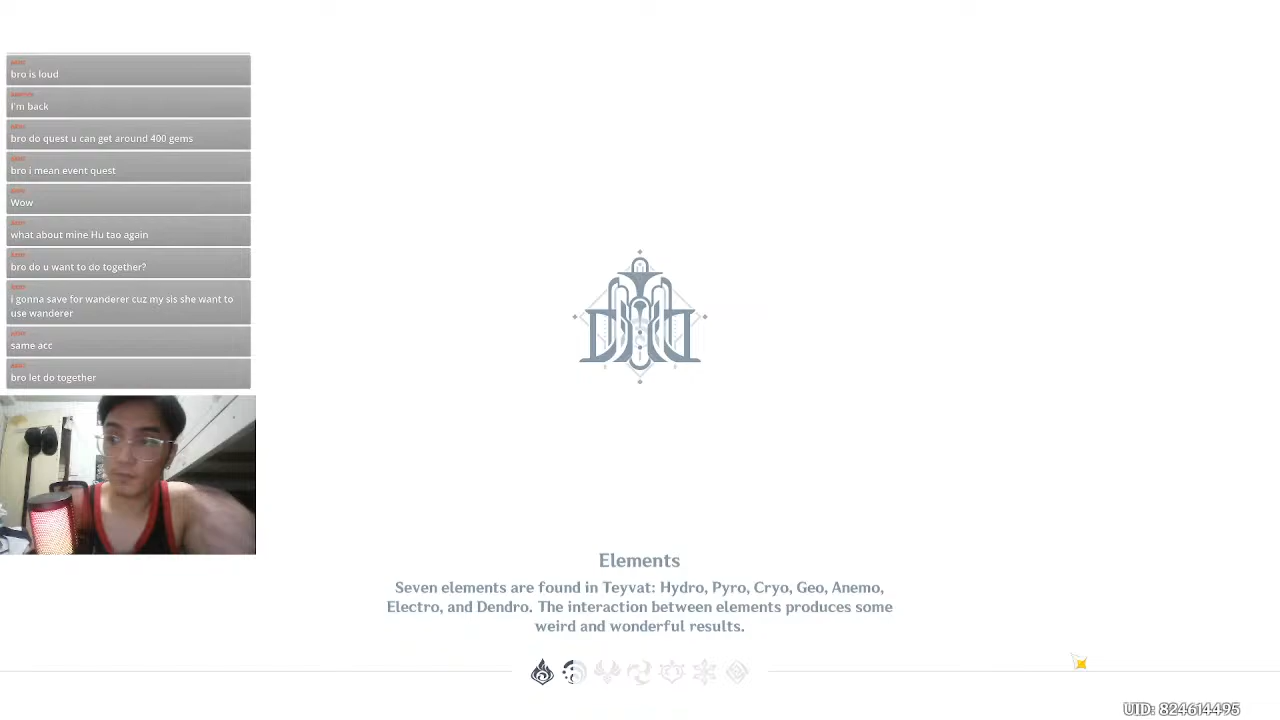 bro is loud
I'm back
bro do quest u can get around 400 gems
bro i mean event quest
Wow
what about mine Hu tao again
bro do u want to do together?
i gonna save for wanderer cuz my sis she want to
use wanderer
same acc
bro let do together
Elements
Seven elements are found in Teyvat: Hydro, Pyro, Cryo, Geo, Anemo,
Electro, and Dendro. The interaction between elements produces some
weird and wonderful results.
UID: 824614495